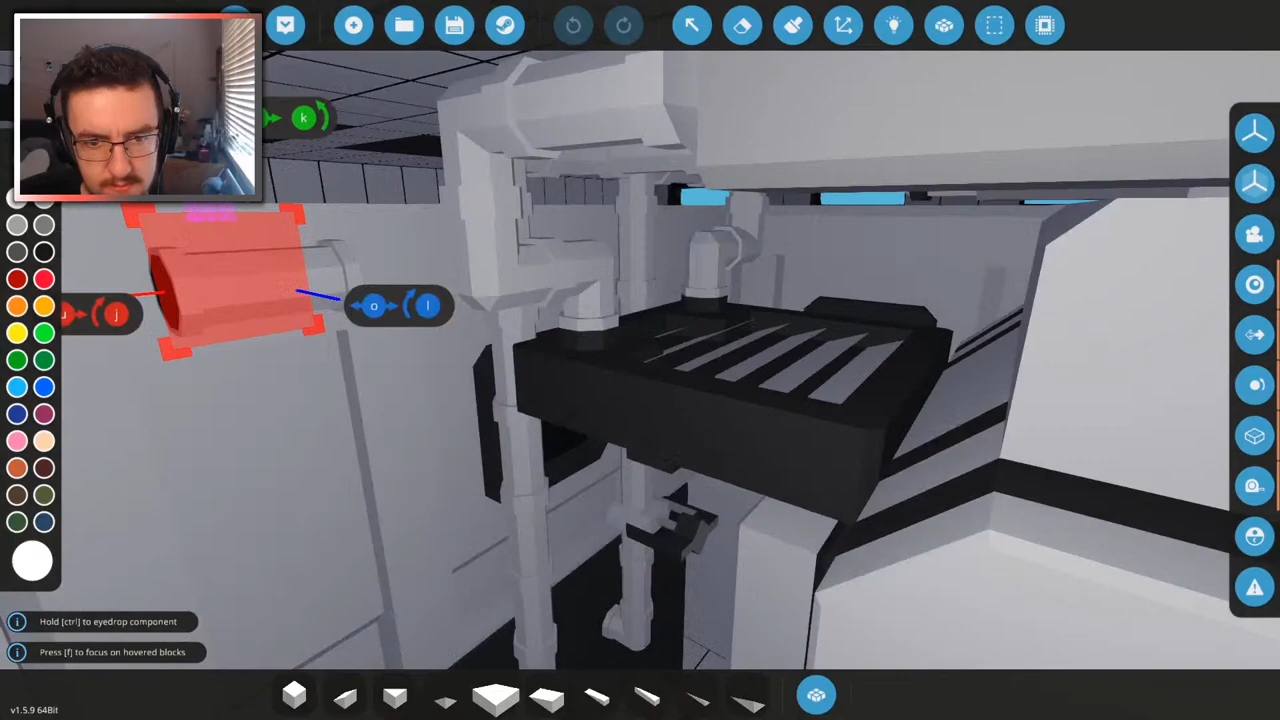 k
u
j
o
l
Hold [ctrl] to eyedrop component
Press [f] to focus on hovered blocks
v1.5.9 64Bit